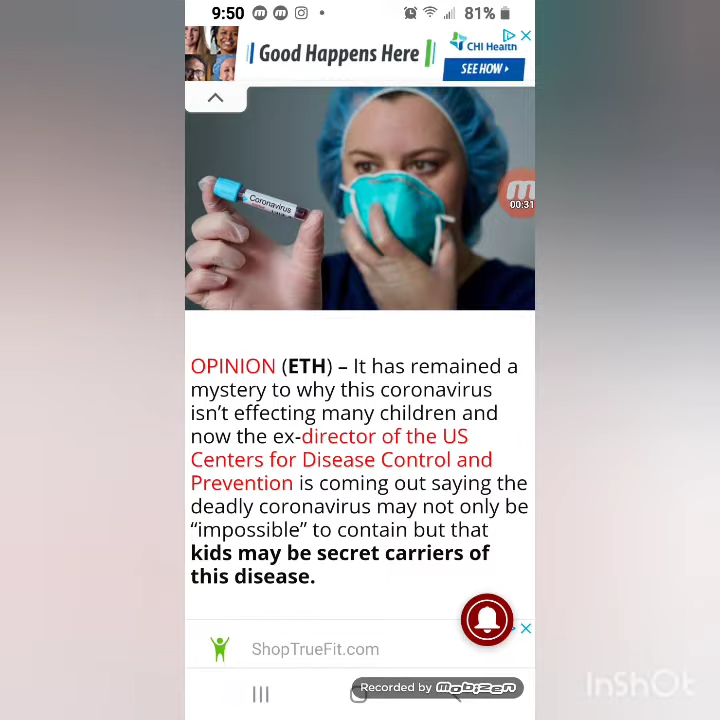 9:50
81%
Good Happens Here
CHI Health
SEE HOW
Coronavirus
00:31
OPINION (ETH) – It has remained a
mystery to why this coronavirus
isn't effecting many children and
now the ex-director of the US
Centers for Disease Control and
Prevention is coming out saying the
deadly coronavirus may not only be
“impossible” to contain but that
kids may be secret carriers of
this disease.
ShopTrueFit.com
Recorded by mobizen
InShOt